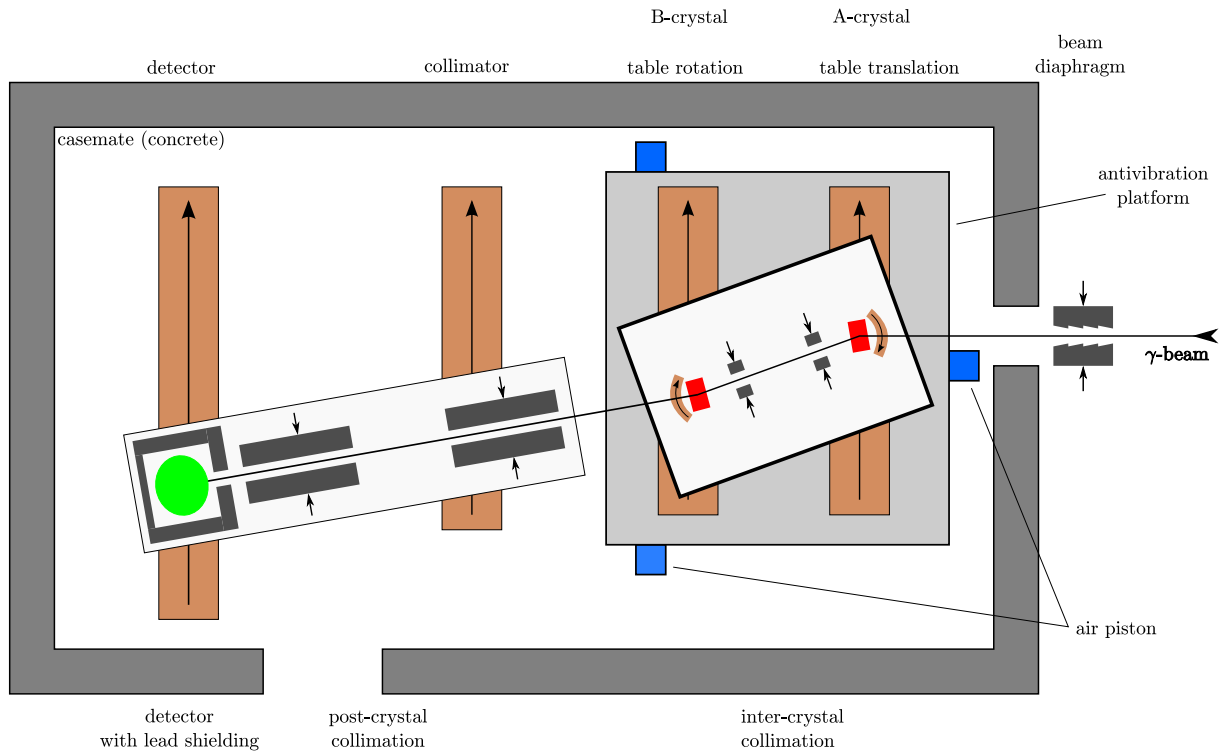 B-crystal
A-crystal
detector
collimator
table rotation
table translation
beam
diaphragm
casemate (concrete)
antivibration
platform
γ-beam
air piston
detector
with lead shielding
post-crystal
collimation
inter-crystal
collimation